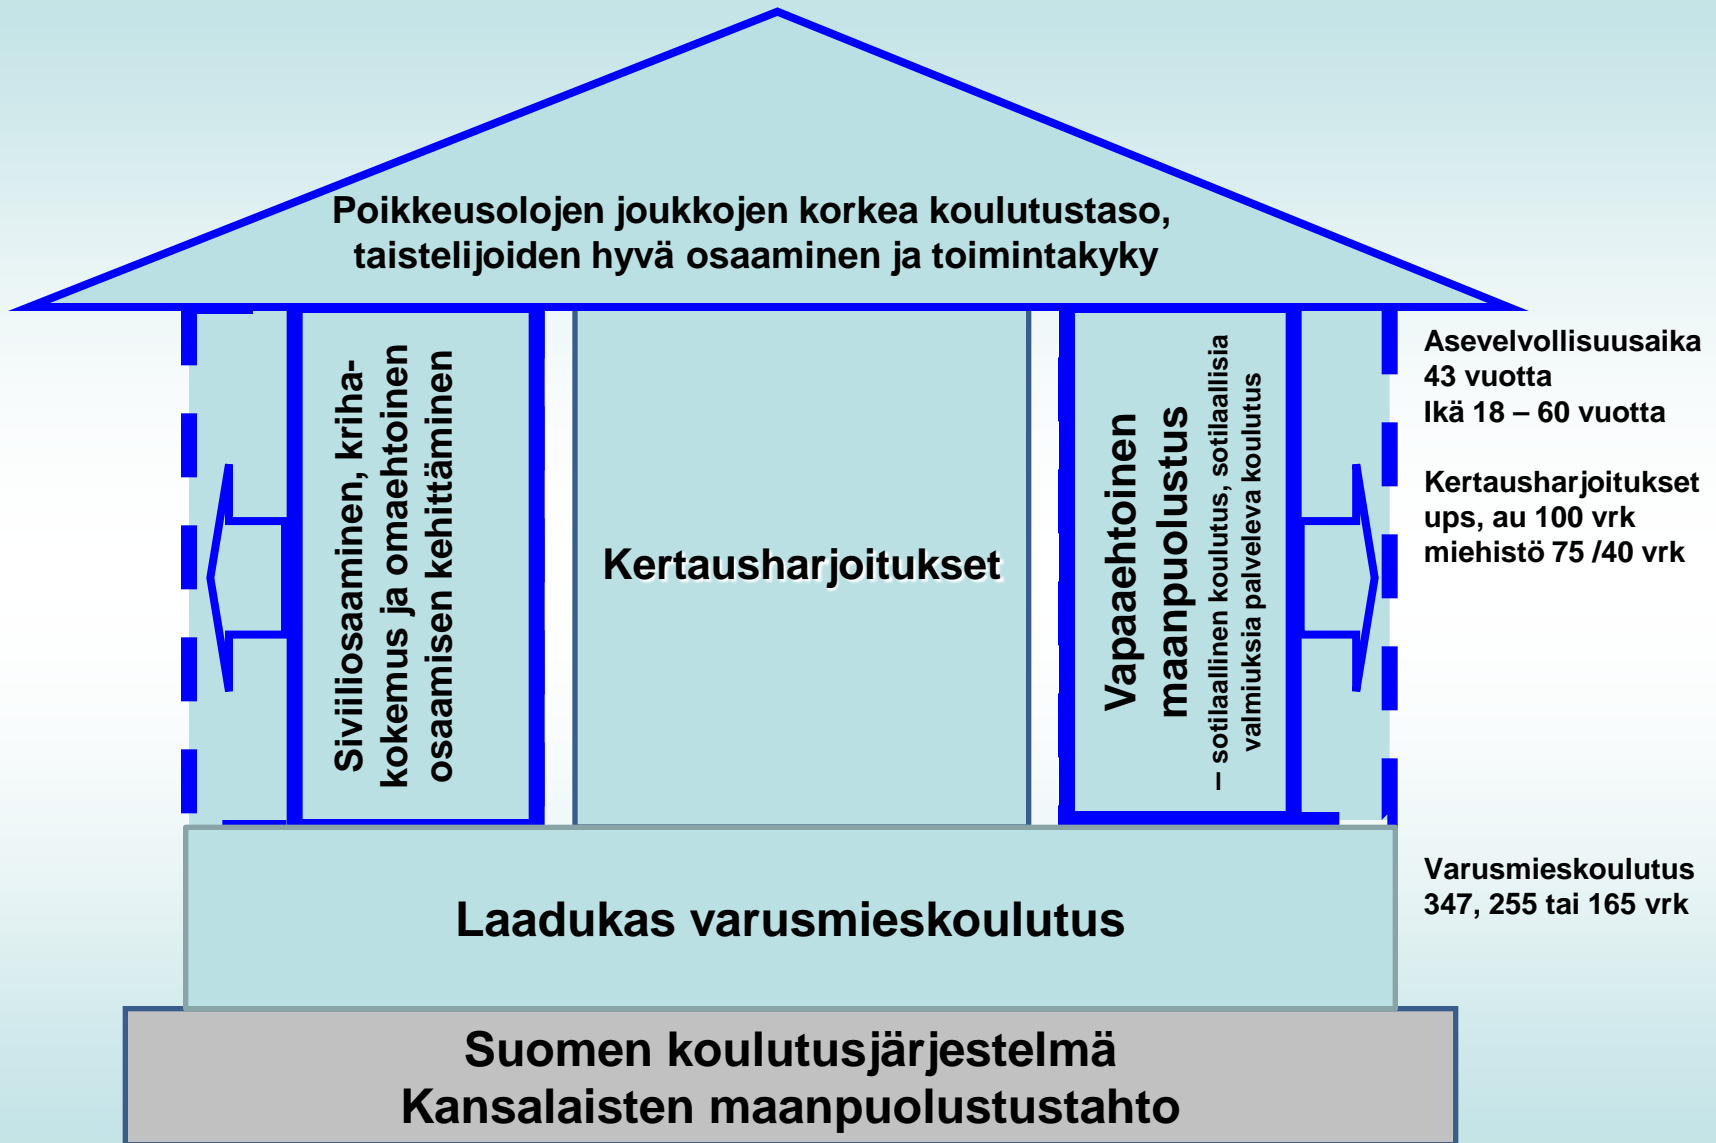 Poikkeusolojen joukkojen korkea koulutustaso,
taistelijoiden hyvä osaaminen ja toimintakyky
Siviiliosaaminen, kriha-
kokemus ja omaehtoinen
osaamisen kehittäminen
Kertausharjoitukset
Vapaaehtoinen
maanpuolustus
– sotilaallinen koulutus, sotilaallisia
valmiuksia palveleva koulutus
Asevelvollisuusaika
43 vuotta
Ikä 18 – 60 vuotta
Kertausharjoitukset
ups, au 100 vrk
miehistö 75 /40 vrk
Laadukas varusmieskoulutus
Varusmieskoulutus
347, 255 tai 165 vrk
Suomen koulutusjärjestelmä
Kansalaisten maanpuolustustahto